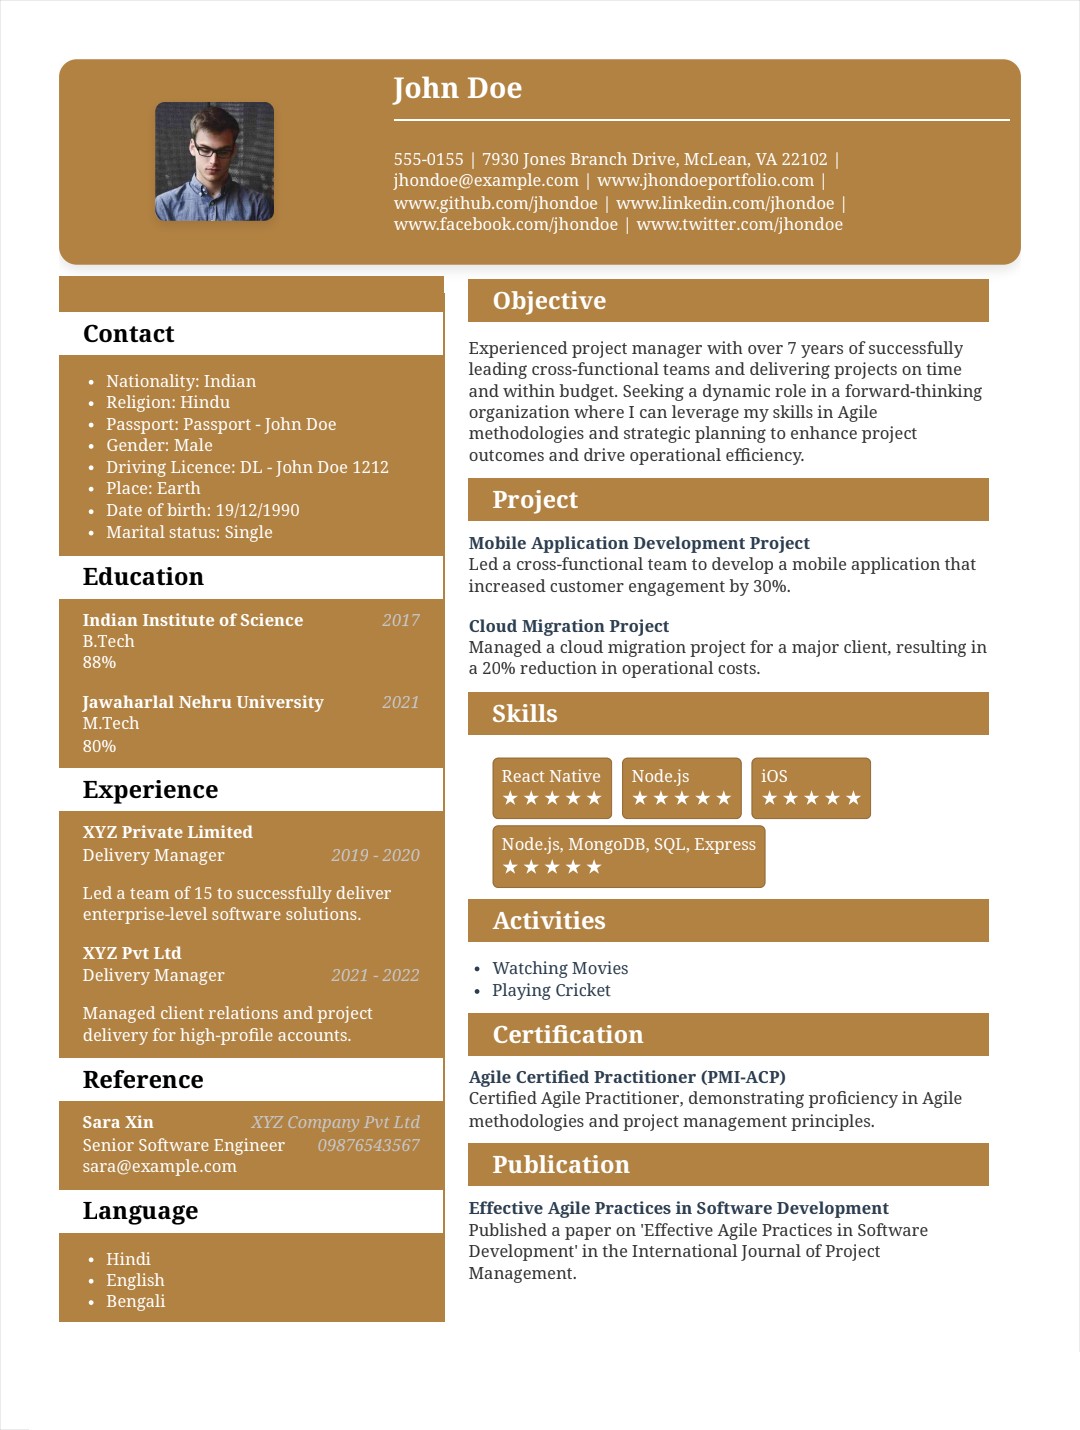 John Doe
555-0155 | 7930 Jones Branch Drive, McLean, VA 22102 |
jhondoe@example.com | www.jhondoeportfolio.com |
www.github.com/jhondoe | www.linkedin.com/jhondoe |
www.facebook.com/jhondoe | www.twitter.com/jhondoe
Contact
• Nationality: Indian
• Religion: Hindu
• Passport: Passport - John Doe
• Gender: Male
• Driving Licence: DL - John Doe 1212
• Place: Earth
• Date of birth: 19/12/1990
• Marital status: Single
Education
Indian Institute of Science 2017
B.Tech
88%
Jawaharlal Nehru University 2021
M.Tech
80%
Experience
XYZ Private Limited
Delivery Manager 2019 - 2020
Led a team of 15 to successfully deliver
enterprise-level software solutions.
XYZ Pvt Ltd
Delivery Manager 2021 - 2022
Managed client relations and project
delivery for high-profile accounts.
Reference
Sara Xin XYZ Company Pvt Ltd
Senior Software Engineer 09876543567
sara@example.com
Language
• Hindi
• English
• Bengali
Objective
Experienced project manager with over 7 years of successfully
leading cross-functional teams and delivering projects on time
and within budget. Seeking a dynamic role in a forward-thinking
organization where I can leverage my skills in Agile
methodologies and strategic planning to enhance project
outcomes and drive operational efficiency.
Project
Mobile Application Development Project
Led a cross-functional team to develop a mobile application that
increased customer engagement by 30%.
Cloud Migration Project
Managed a cloud migration project for a major client, resulting in
a 20% reduction in operational costs.
Skills
React Native Node.js iOS
★★★★★ ★★★★★ ★★★★★
Node.js, MongoDB, SQL, Express
★★★★★
Activities
• Watching Movies
• Playing Cricket
Certification
Agile Certified Practitioner (PMI-ACP)
Certified Agile Practitioner, demonstrating proficiency in Agile
methodologies and project management principles.
Publication
Effective Agile Practices in Software Development
Published a paper on 'Effective Agile Practices in Software
Development' in the International Journal of Project
Management.